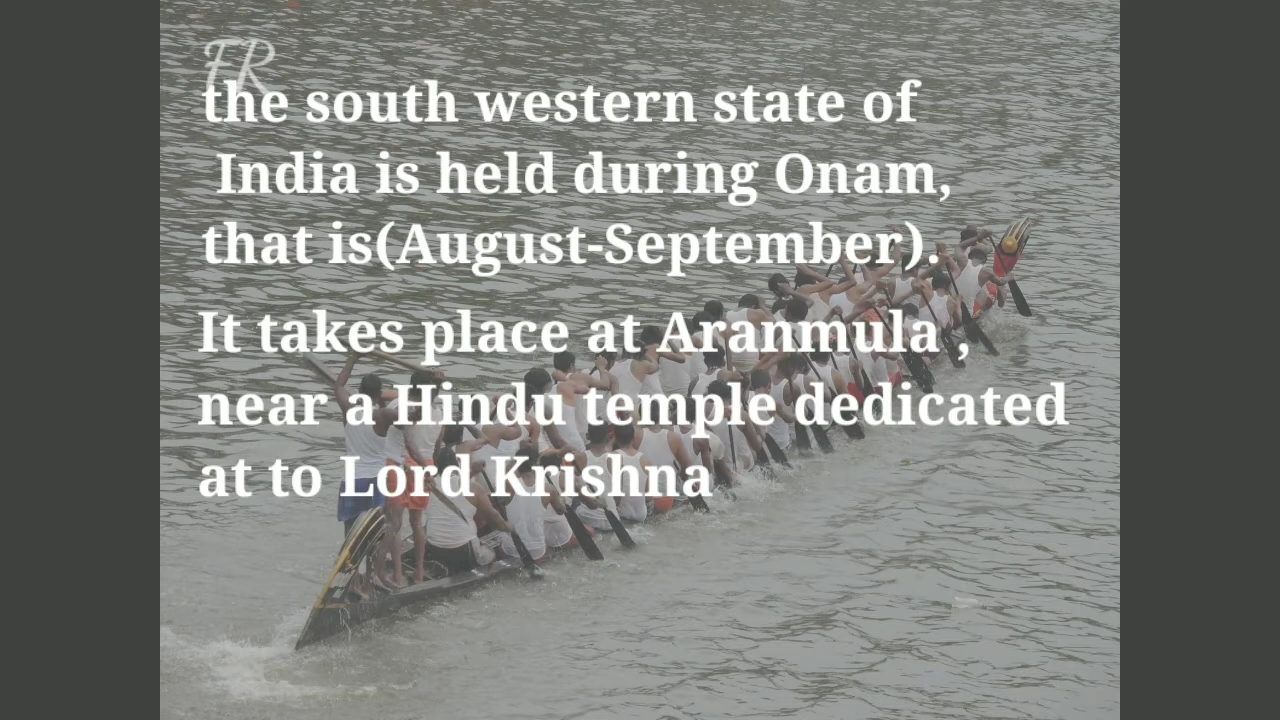 FR
the south western state of
India is held during Onam,
that is(August-September).
It takes place at Aranmula ,
near a Hindu temple dedicated
at to Lord Krishna